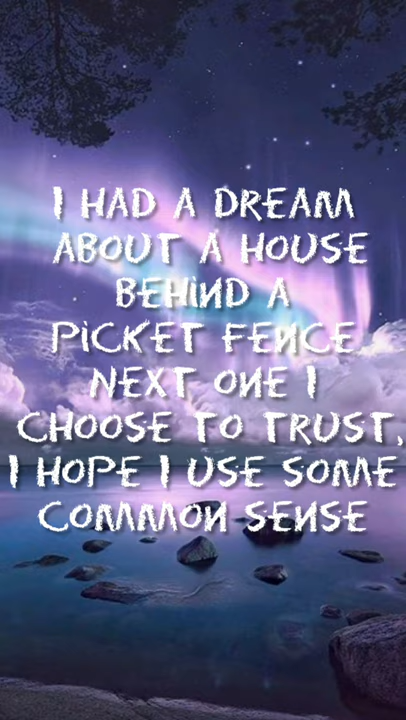 I HAD A DREAM
ABOUT A HOUSE
BEHIND A
PICKET FENCE
NEXT ONE I
CHOOSE TO TRUST,
I HOPE I USE SOME
COMMON SENSE